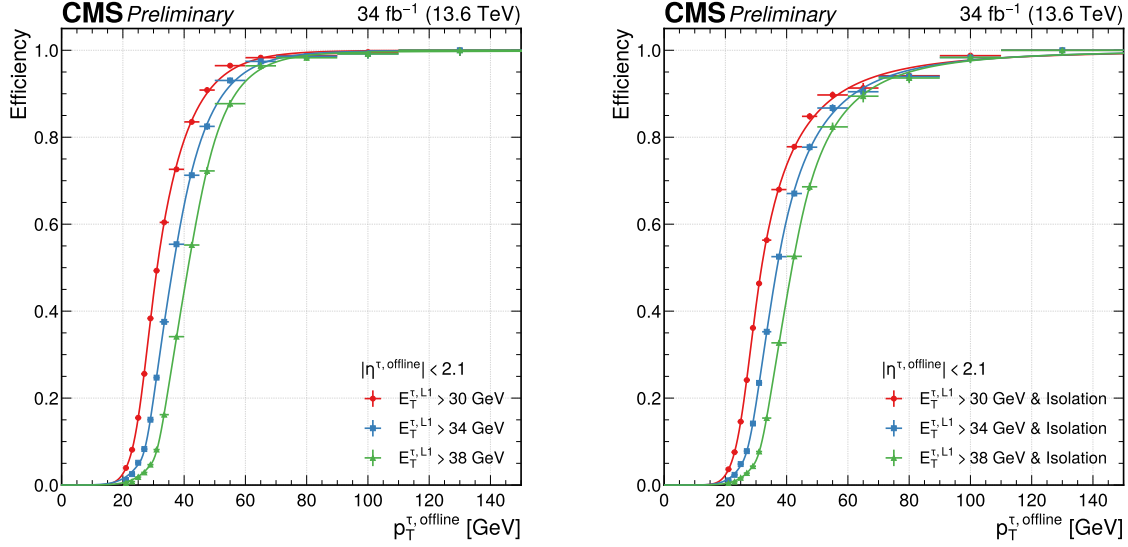 CMS Preliminary 34 fb⁻¹ (13.6 TeV)
Efficiency
1.0
0.8
0.6
0.4
0.2
0.0
|η^τ, offline| < 2.1
E_T^τ, L1 > 30 GeV
E_T^τ, L1 > 34 GeV
E_T^τ, L1 > 38 GeV
0 20 40 60 80 100 120 140
p_T^τ, offline [GeV]
CMS Preliminary 34 fb⁻¹ (13.6 TeV)
Efficiency
1.0
0.8
0.6
0.4
0.2
0.0
|η^τ, offline| < 2.1
E_T^τ, L1 > 30 GeV & Isolation
E_T^τ, L1 > 34 GeV & Isolation
E_T^τ, L1 > 38 GeV & Isolation
0 20 40 60 80 100 120 140
p_T^τ, offline [GeV]